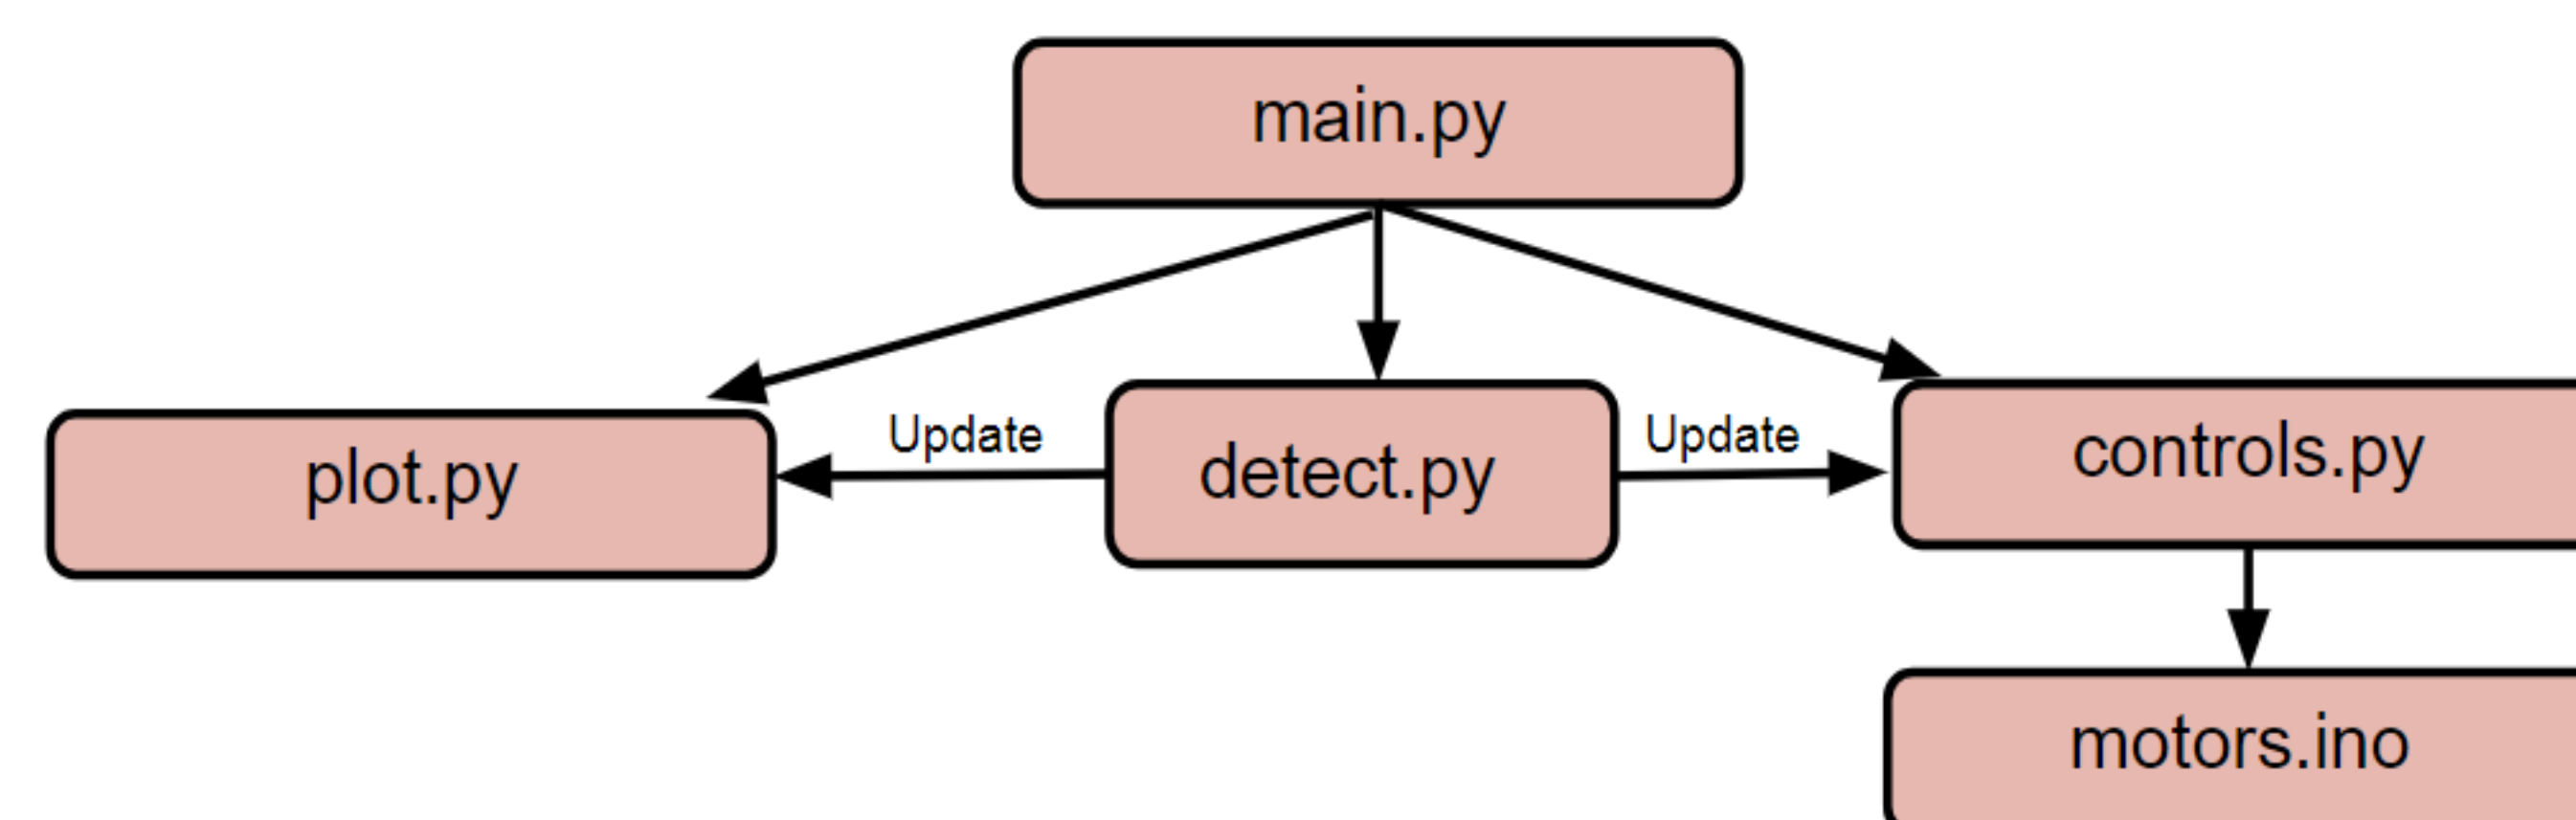 main.py
plot.py
Update
detect.py
Update
controls.py
motors.ino